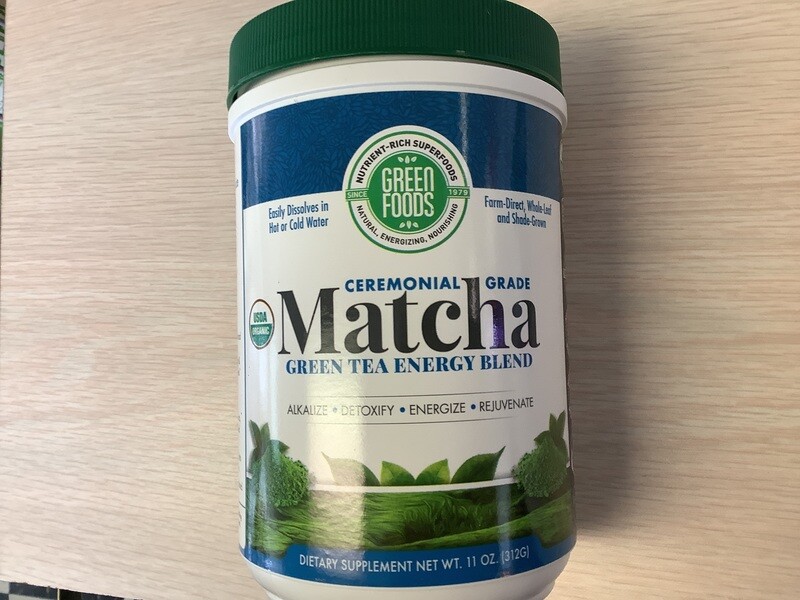 NUTRIENT-RICH SUPERFOODS
SINCE 1979
GREEN
FOODS
NATURAL, ENERGIZING, NOURISHING
Easily Dissolves in
Hot or Cold Water
Farm-Direct, Whole-Leaf
and Shade-Grown
CEREMONIAL GRADE
Matcha
USDA
ORGANIC
GREEN TEA ENERGY BLEND
ALKALIZE • DETOXIFY • ENERGIZE • REJUVENATE
DIETARY SUPPLEMENT NET WT. 11 OZ. (312G)